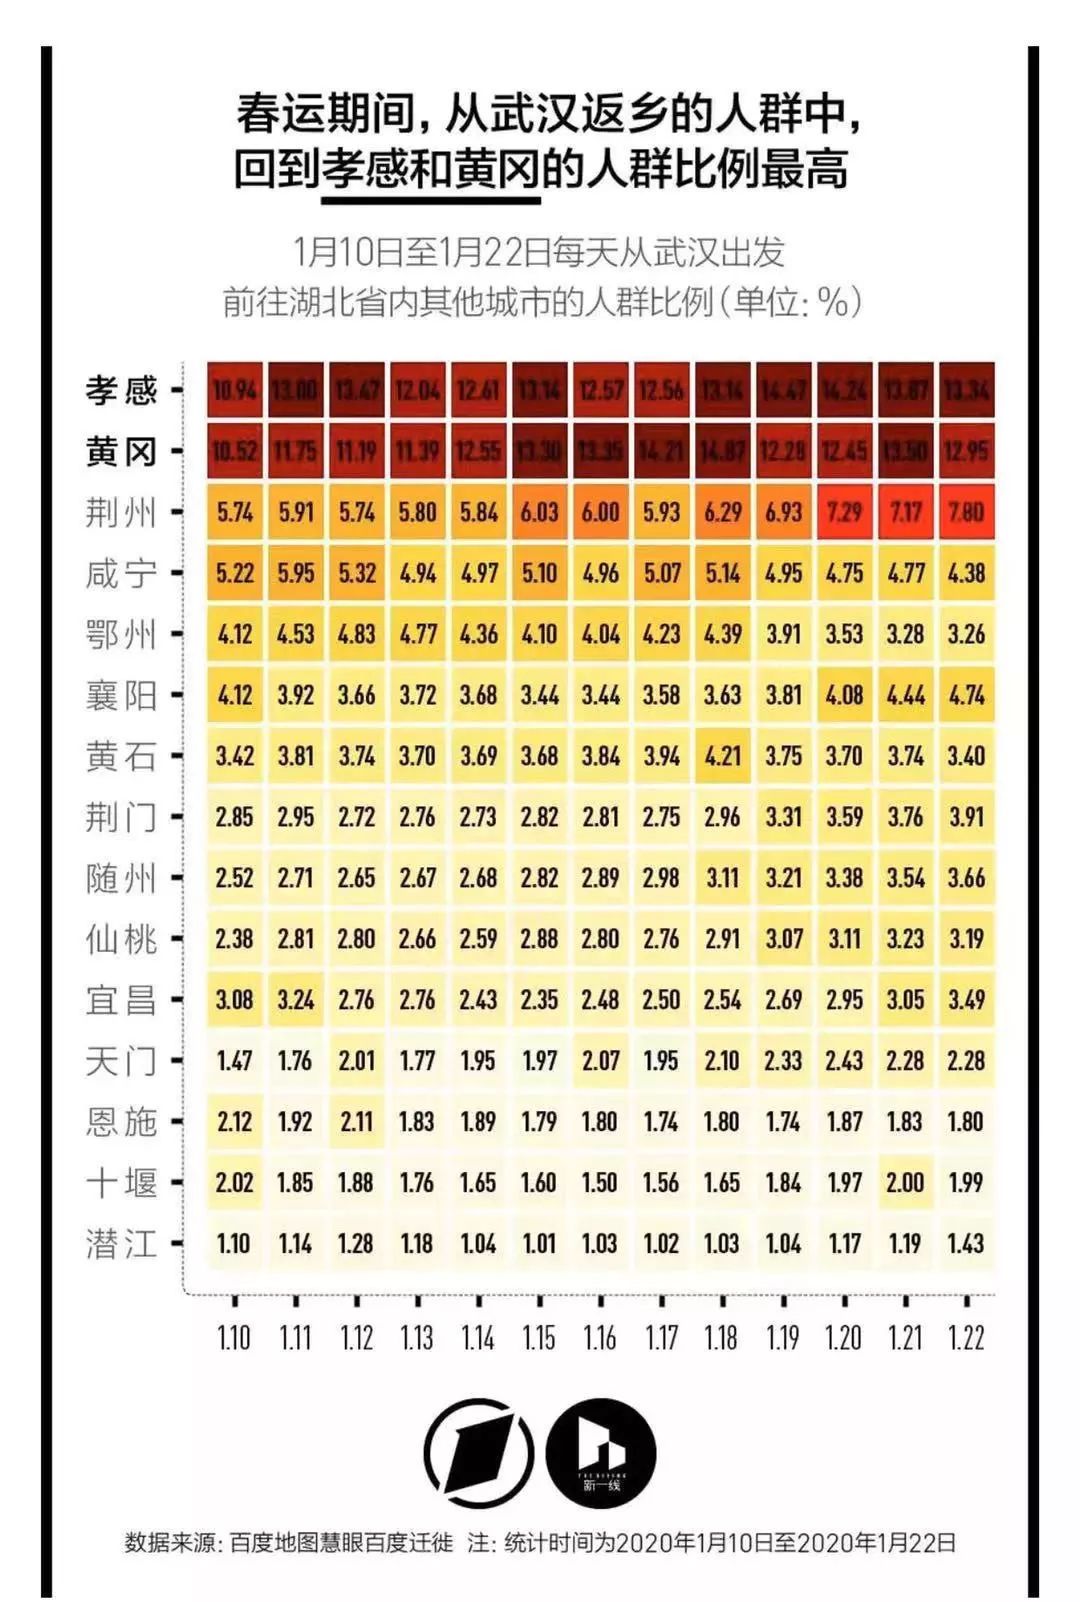 春运期间，从武汉返乡的人群中，
回到孝感和黄冈的人群比例最高
1月10日至1月22日每天从武汉出发
前往湖北省内其他城市的人群比例（单位：%）
孝感 10.94 13.00 13.47 12.04 12.61 13.14 12.57 12.56 13.14 14.47 14.24 13.87 13.34
黄冈 10.52 11.75 11.19 11.39 12.55 13.30 13.35 14.21 14.87 12.28 12.45 13.50 12.95
荆州 5.74 5.91 5.74 5.80 5.84 6.03 6.00 5.93 6.29 6.93 7.29 7.17 7.80
咸宁 5.22 5.95 5.32 4.94 4.97 5.10 4.96 5.07 5.14 4.95 4.75 4.77 4.38
鄂州 4.12 4.53 4.83 4.77 4.36 4.10 4.04 4.23 4.39 3.91 3.53 3.28 3.26
襄阳 4.12 3.92 3.66 3.72 3.68 3.44 3.44 3.58 3.63 3.81 4.08 4.44 4.74
黄石 3.42 3.81 3.74 3.70 3.69 3.68 3.84 3.94 4.21 3.75 3.70 3.74 3.40
荆门 2.85 2.95 2.72 2.76 2.73 2.82 2.81 2.75 2.96 3.31 3.59 3.76 3.91
随州 2.52 2.71 2.65 2.67 2.68 2.82 2.89 2.98 3.11 3.21 3.38 3.54 3.66
仙桃 2.38 2.81 2.80 2.66 2.59 2.88 2.80 2.76 2.91 3.07 3.11 3.23 3.19
宜昌 3.08 3.24 2.76 2.76 2.43 2.35 2.48 2.50 2.54 2.69 2.95 3.05 3.49
天门 1.47 1.76 2.01 1.77 1.95 1.97 2.07 1.95 2.10 2.33 2.43 2.28 2.28
恩施 2.12 1.92 2.11 1.83 1.89 1.79 1.80 1.74 1.80 1.74 1.87 1.83 1.80
十堰 2.02 1.85 1.88 1.76 1.65 1.60 1.50 1.56 1.65 1.84 1.97 2.00 1.99
潜江 1.10 1.14 1.28 1.18 1.04 1.01 1.03 1.02 1.03 1.04 1.17 1.19 1.43
1.10 1.11 1.12 1.13 1.14 1.15 1.16 1.17 1.18 1.19 1.20 1.21 1.22
新一线
数据来源：百度地图慧眼百度迁徙 注：统计时间为2020年1月10日至2020年1月22日